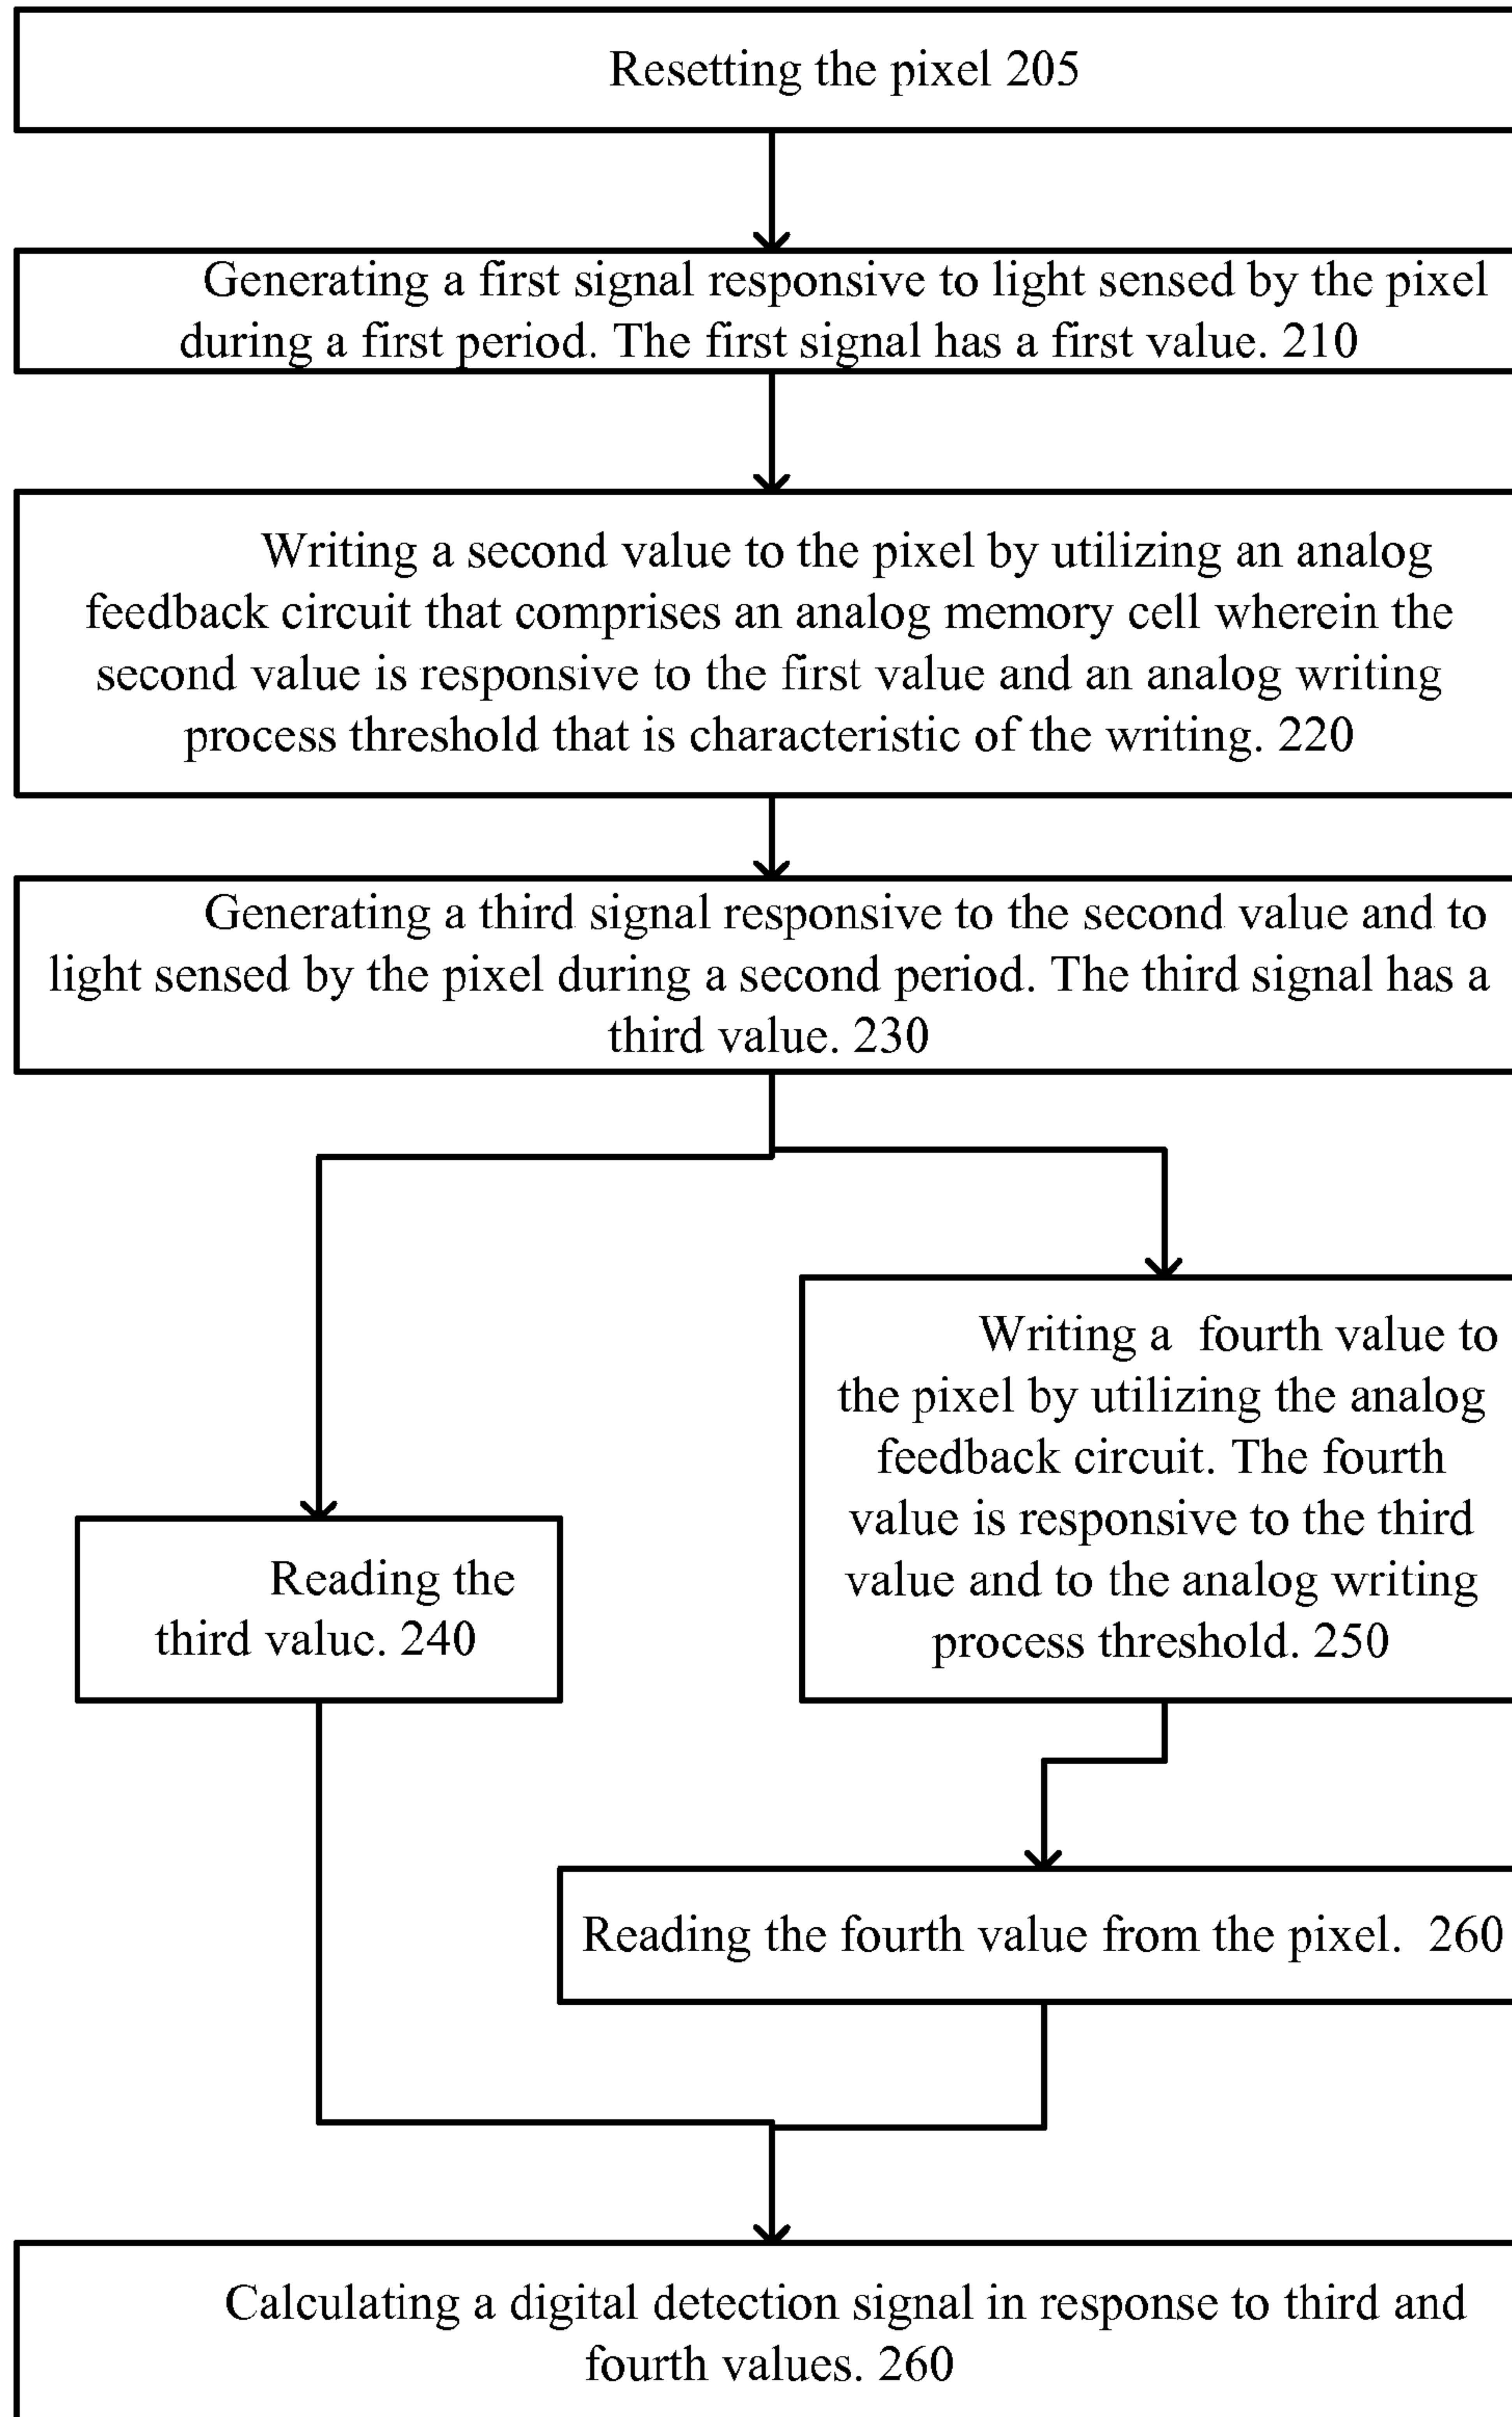 Resetting the pixel 205
Generating a first signal responsive to light sensed by the pixel
during a first period. The first signal has a first value. 210
Writing a second value to the pixel by utilizing an analog
feedback circuit that comprises an analog memory cell wherein the
second value is responsive to the first value and an analog writing
process threshold that is characteristic of the writing. 220
Generating a third signal responsive to the second value and to
light sensed by the pixel during a second period. The third signal has a
third value. 230
Writing a fourth value to
the pixel by utilizing the analog
feedback circuit. The fourth
value is responsive to the third
value and to the analog writing
process threshold. 250
Reading the
third value. 240
Reading the fourth value from the pixel. 260
Calculating a digital detection signal in response to third and
fourth values. 260